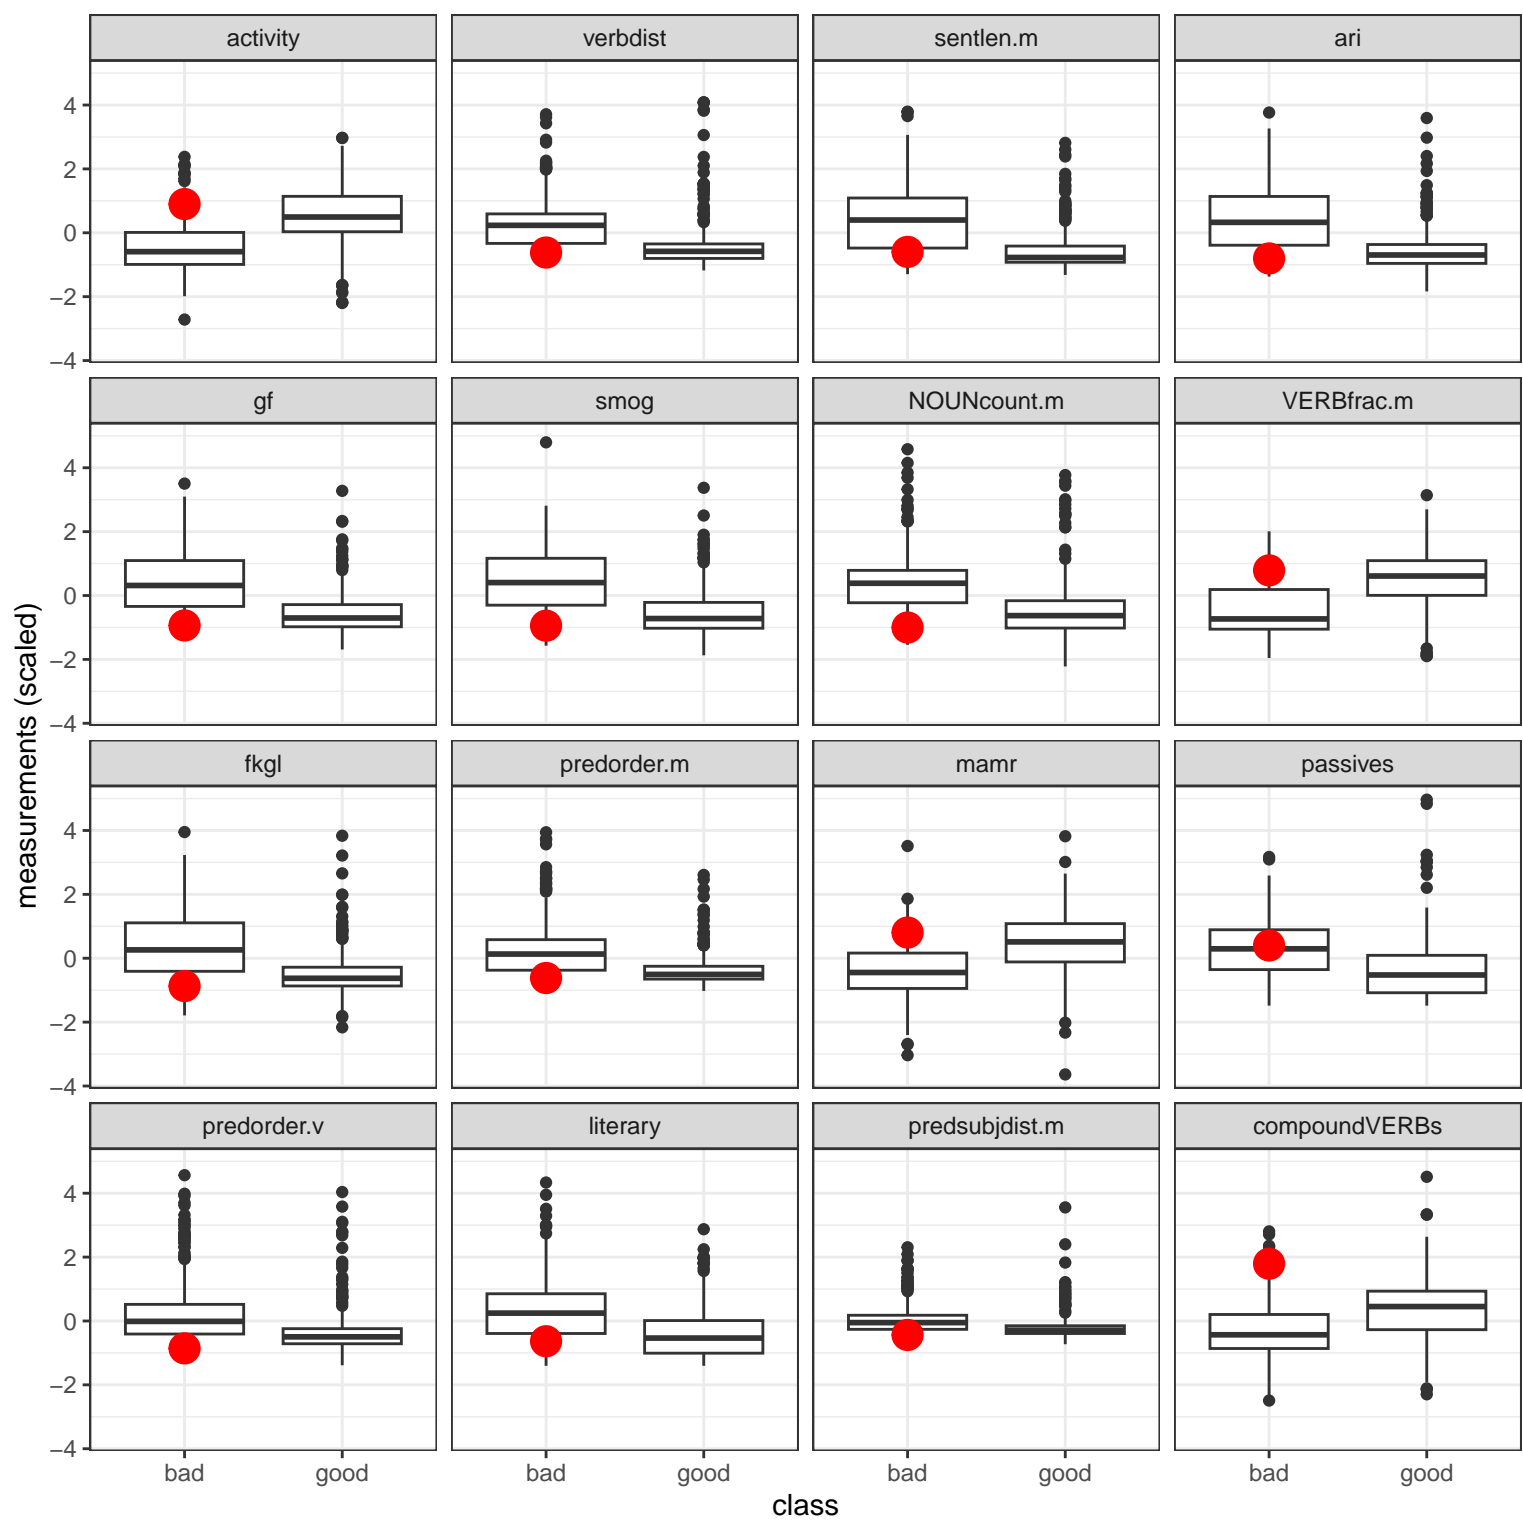 activity verbdist sentlen.m ari
4
2
0
−2
−4
gf smog NOUNcount.m VERBfrac.m
4
2
0
−2
−4
fkgl predorder.m mamr passives
4
2
0
−2
−4
predorder.v literary predsubjdist.m compoundVERBs
4
2
0
−2
−4
bad good bad good bad good bad good
class
measurements (scaled)